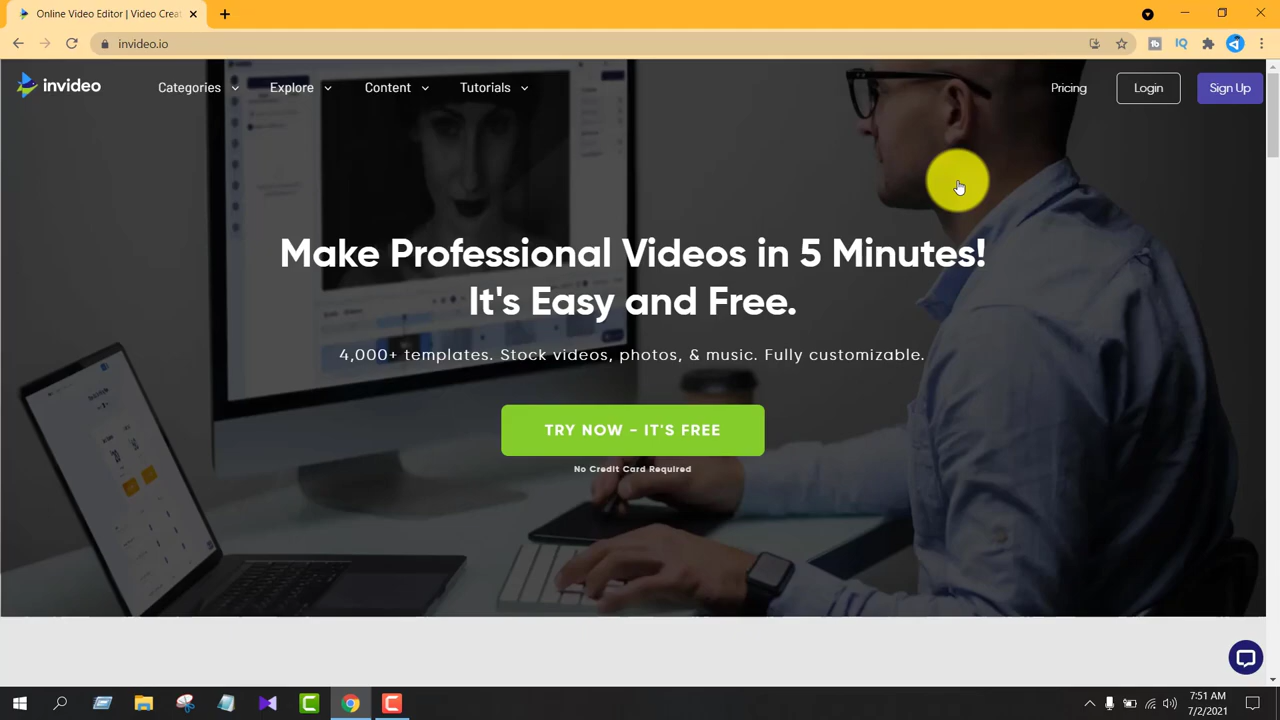 Online Video Editor | Video Creat
invideo.io
invideo
Categories
Explore
Content
Tutorials
Pricing
Login
Sign Up
Make Professional Videos in 5 Minutes!
It's Easy and Free.
4,000+ templates. Stock videos, photos, & music. Fully customizable.
TRY NOW - IT'S FREE
No Credit Card Required
7:51 AM
7/2/2021